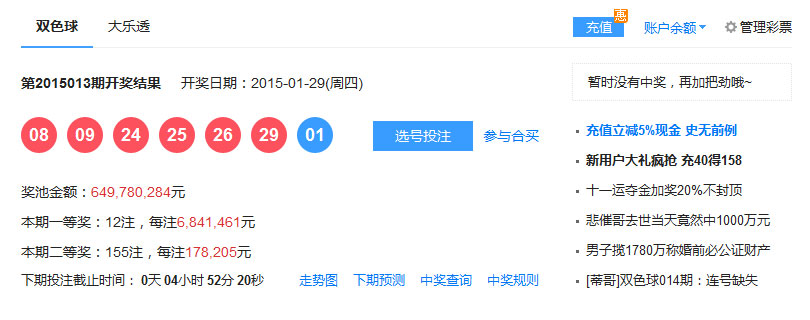 双色球 大乐透 充值 惠 账户余额 管理彩票
第2015013期开奖结果 开奖日期：2015-01-29(周四)
暂时没有中奖，再加把劲哦~
08 09 24 25 26 29 01 选号投注 参与合买
充值立减5%现金 史无前例
新用户大礼疯抢 充40得158
奖池金额：649,780,284元
十一运夺金加奖20%不封顶
本期一等奖：12注，每注6,841,461元
悲催哥去世当天竟然中1000万元
本期二等奖：155注，每注178,205元
男子揽1780万称婚前必公证财产
下期投注截止时间： 0天 04小时 52分 20秒 走势图 下期预测 中奖查询 中奖规则
[蒂哥]双色球014期：连号缺失